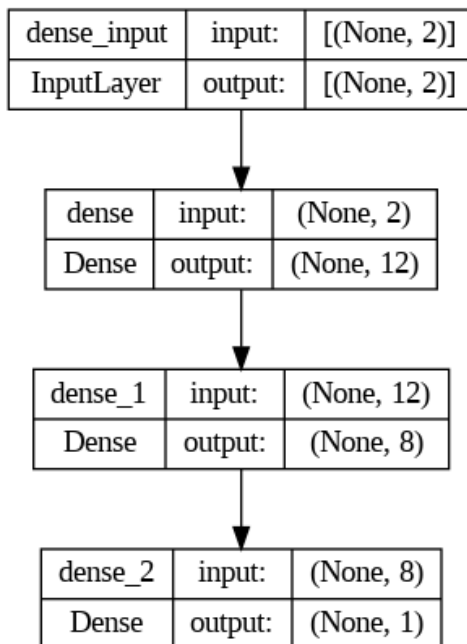 dense_input input: [(None, 2)]
InputLayer output: [(None, 2)]
dense input: (None, 2)
Dense output: (None, 12)
dense_1 input: (None, 12)
Dense output: (None, 8)
dense_2 input: (None, 8)
Dense output: (None, 1)